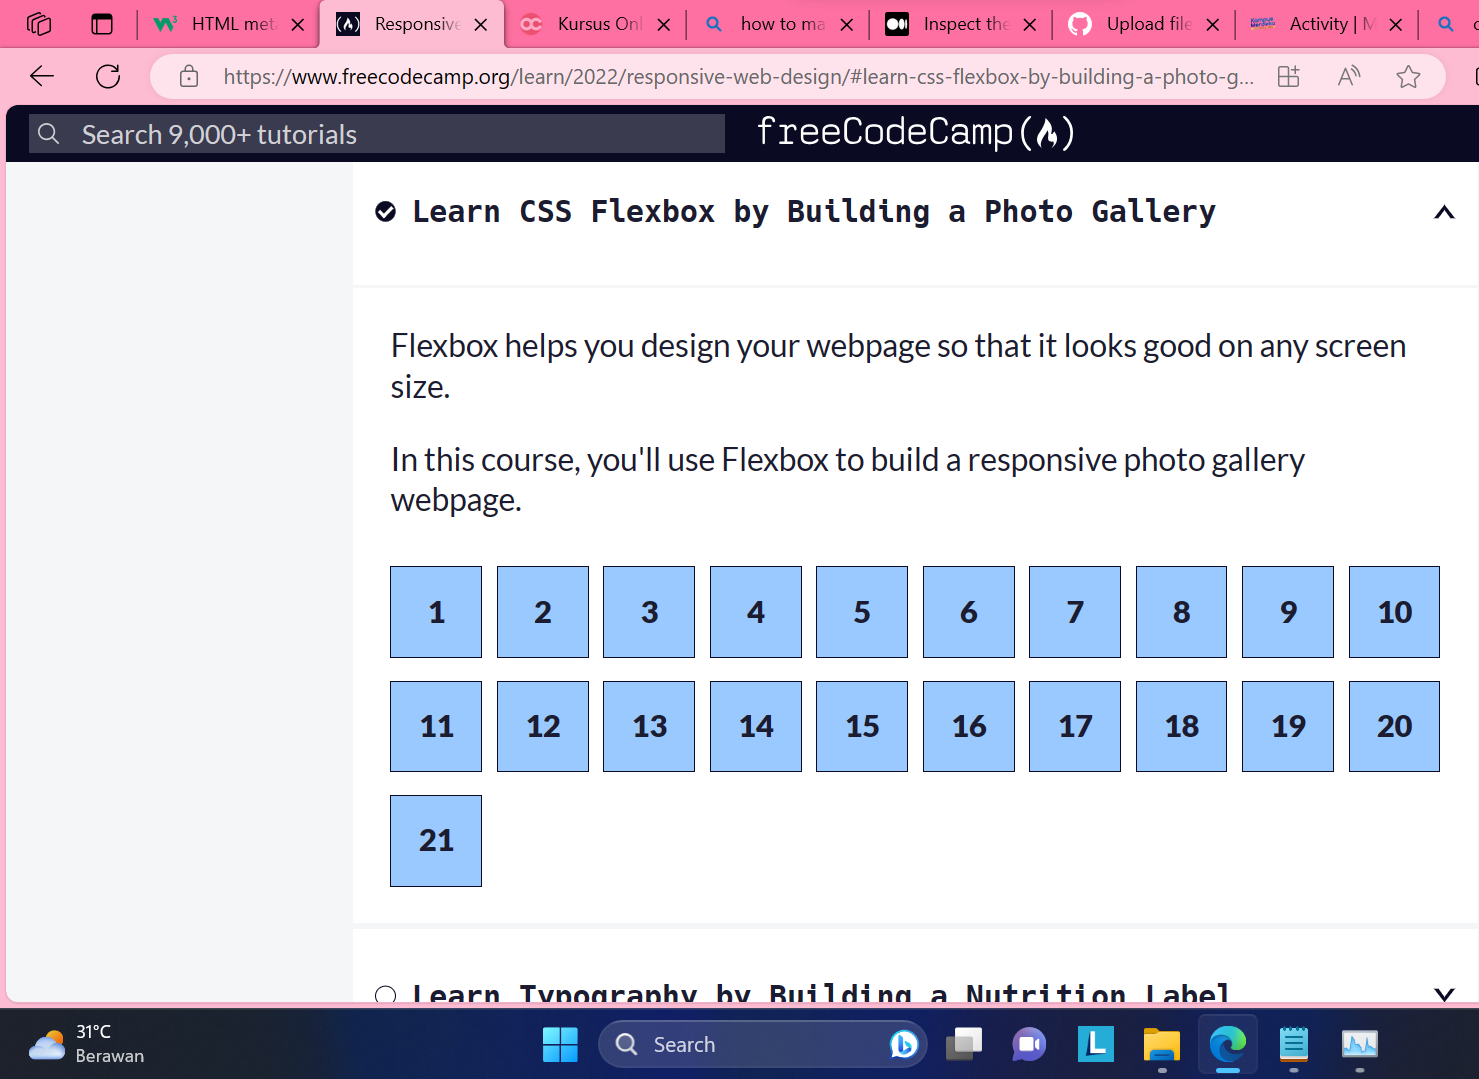 HTML met
Responsive
Kursus Onl
how to ma
Inspect the
Upload file
Activity | M
https://www.freecodecamp.org/learn/2022/responsive-web-design/#learn-css-flexbox-by-building-a-photo-g...
Search 9,000+ tutorials
freeCodeCamp
Learn CSS Flexbox by Building a Photo Gallery
Flexbox helps you design your webpage so that it looks good on any screen
size.
In this course, you'll use Flexbox to build a responsive photo gallery
webpage.
1 2 3 4 5 6 7 8 9 10
11 12 13 14 15 16 17 18 19 20
21
Learn Typography by Building a Nutrition Label
31°C
Berawan
Search